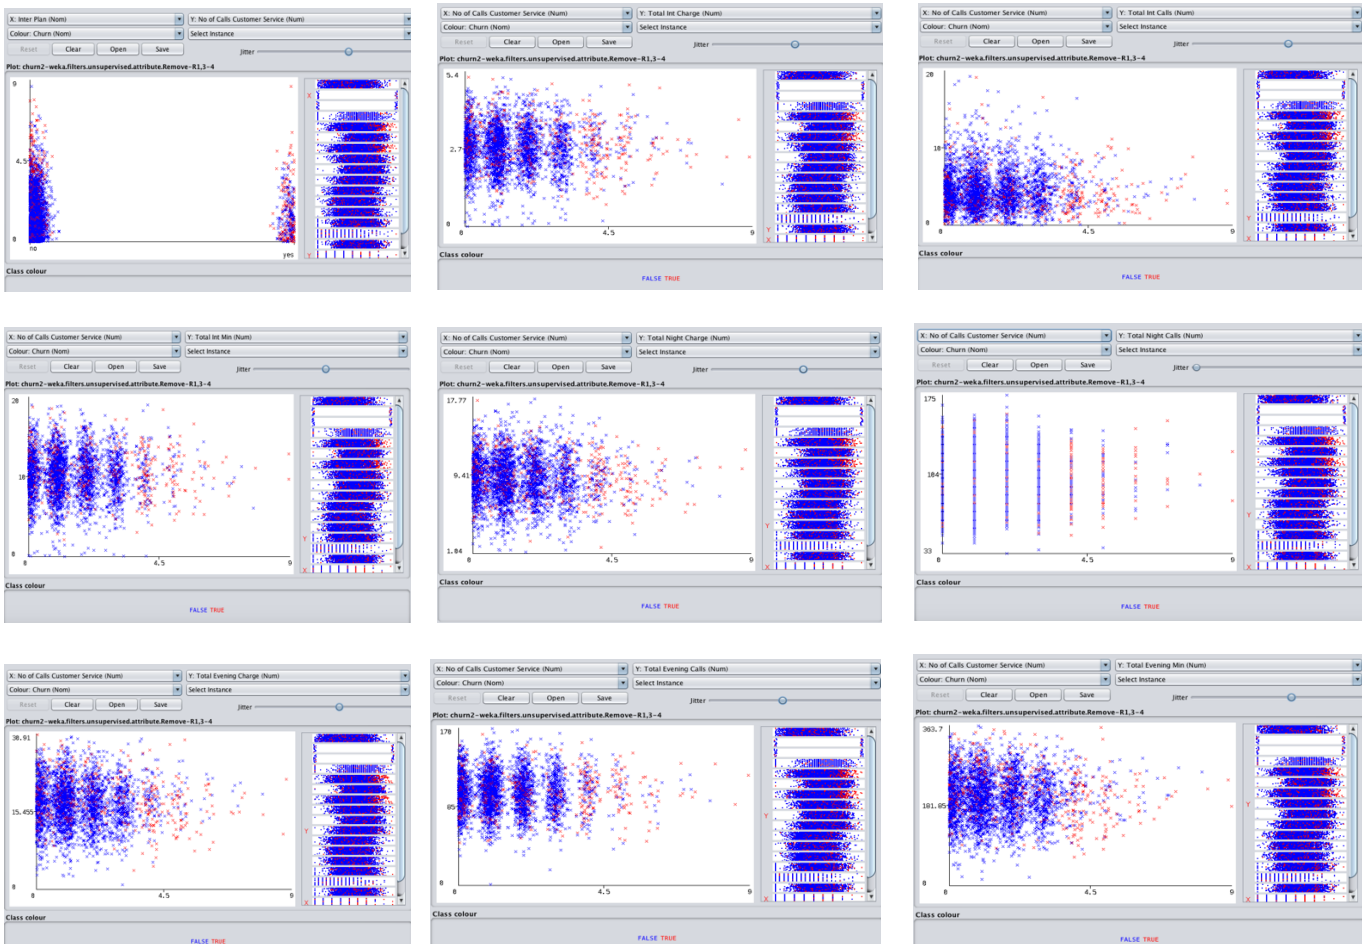 X: Inter Plan (Nom) Y: No of Calls Customer Service (Num)
Colour: Churn (Nom) Select Instance
Reset Clear Open Save Jitter
Plot: churn2-weka.filters.unsupervised.attribute.Remove-R1,3-4
9
X
4.5
0
no
yes
Y
Class colour
X: No of Calls Customer Service (Num) Y: Total Int Charge (Num)
Colour: Churn (Nom) Select Instance
Reset Clear Open Save Jitter
Plot: churn2-weka.filters.unsupervised.attribute.Remove-R1,3-4
5.4
2.7
0
Y
X
0 4.5 9
Class colour
FALSE TRUE
X: No of Calls Customer Service (Num) Y: Total Int Calls (Num)
Colour: Churn (Nom) Select Instance
Reset Clear Open Save Jitter
Plot: churn2-weka.filters.unsupervised.attribute.Remove-R1,3-4
20
10
0
Y
X
0 4.5 9
Class colour
FALSE TRUE
X: No of Calls Customer Service (Num) Y: Total Int Min (Num)
Colour: Churn (Nom) Select Instance
Reset Clear Open Save Jitter
Plot: churn2-weka.filters.unsupervised.attribute.Remove-R1,3-4
20
10
Y
0
0 4.5 9
X
Class colour
FALSE TRUE
X: No of Calls Customer Service (Num) Y: Total Night Charge (Num)
Colour: Churn (Nom) Select Instance
Reset Clear Open Save Jitter
Plot: churn2-weka.filters.unsupervised.attribute.Remove-R1,3-4
17.77
9.41
Y
1.04
0 4.5 9
X
Class colour
FALSE TRUE
X: No of Calls Customer Service (Num) Y: Total Night Calls (Num)
Colour: Churn (Nom) Select Instance
Reset Clear Open Save Jitter
Plot: churn2-weka.filters.unsupervised.attribute.Remove-R1,3-4
175
104
Y
33
0 4.5 9
X
Class colour
FALSE TRUE
X: No of Calls Customer Service (Num) Y: Total Evening Charge (Num)
Colour: Churn (Nom) Select Instance
Reset Clear Open Save Jitter
Plot: churn2-weka.filters.unsupervised.attribute.Remove-R1,3-4
30.91
15.455
Y
0
0 4.5 9
X
Class colour
FALSE TRUE
X: No of Calls Customer Service (Num) Y: Total Evening Calls (Num)
Colour: Churn (Nom) Select Instance
Reset Clear Open Save Jitter
Plot: churn2-weka.filters.unsupervised.attribute.Remove-R1,3-4
170
85
Y
0
0 4.5 9
X
Class colour
FALSE TRUE
X: No of Calls Customer Service (Num) Y: Total Evening Min (Num)
Colour: Churn (Nom) Select Instance
Reset Clear Open Save Jitter
Plot: churn2-weka.filters.unsupervised.attribute.Remove-R1,3-4
363.7
181.85
Y
0
0 4.5 9
X
Class colour
FALSE TRUE